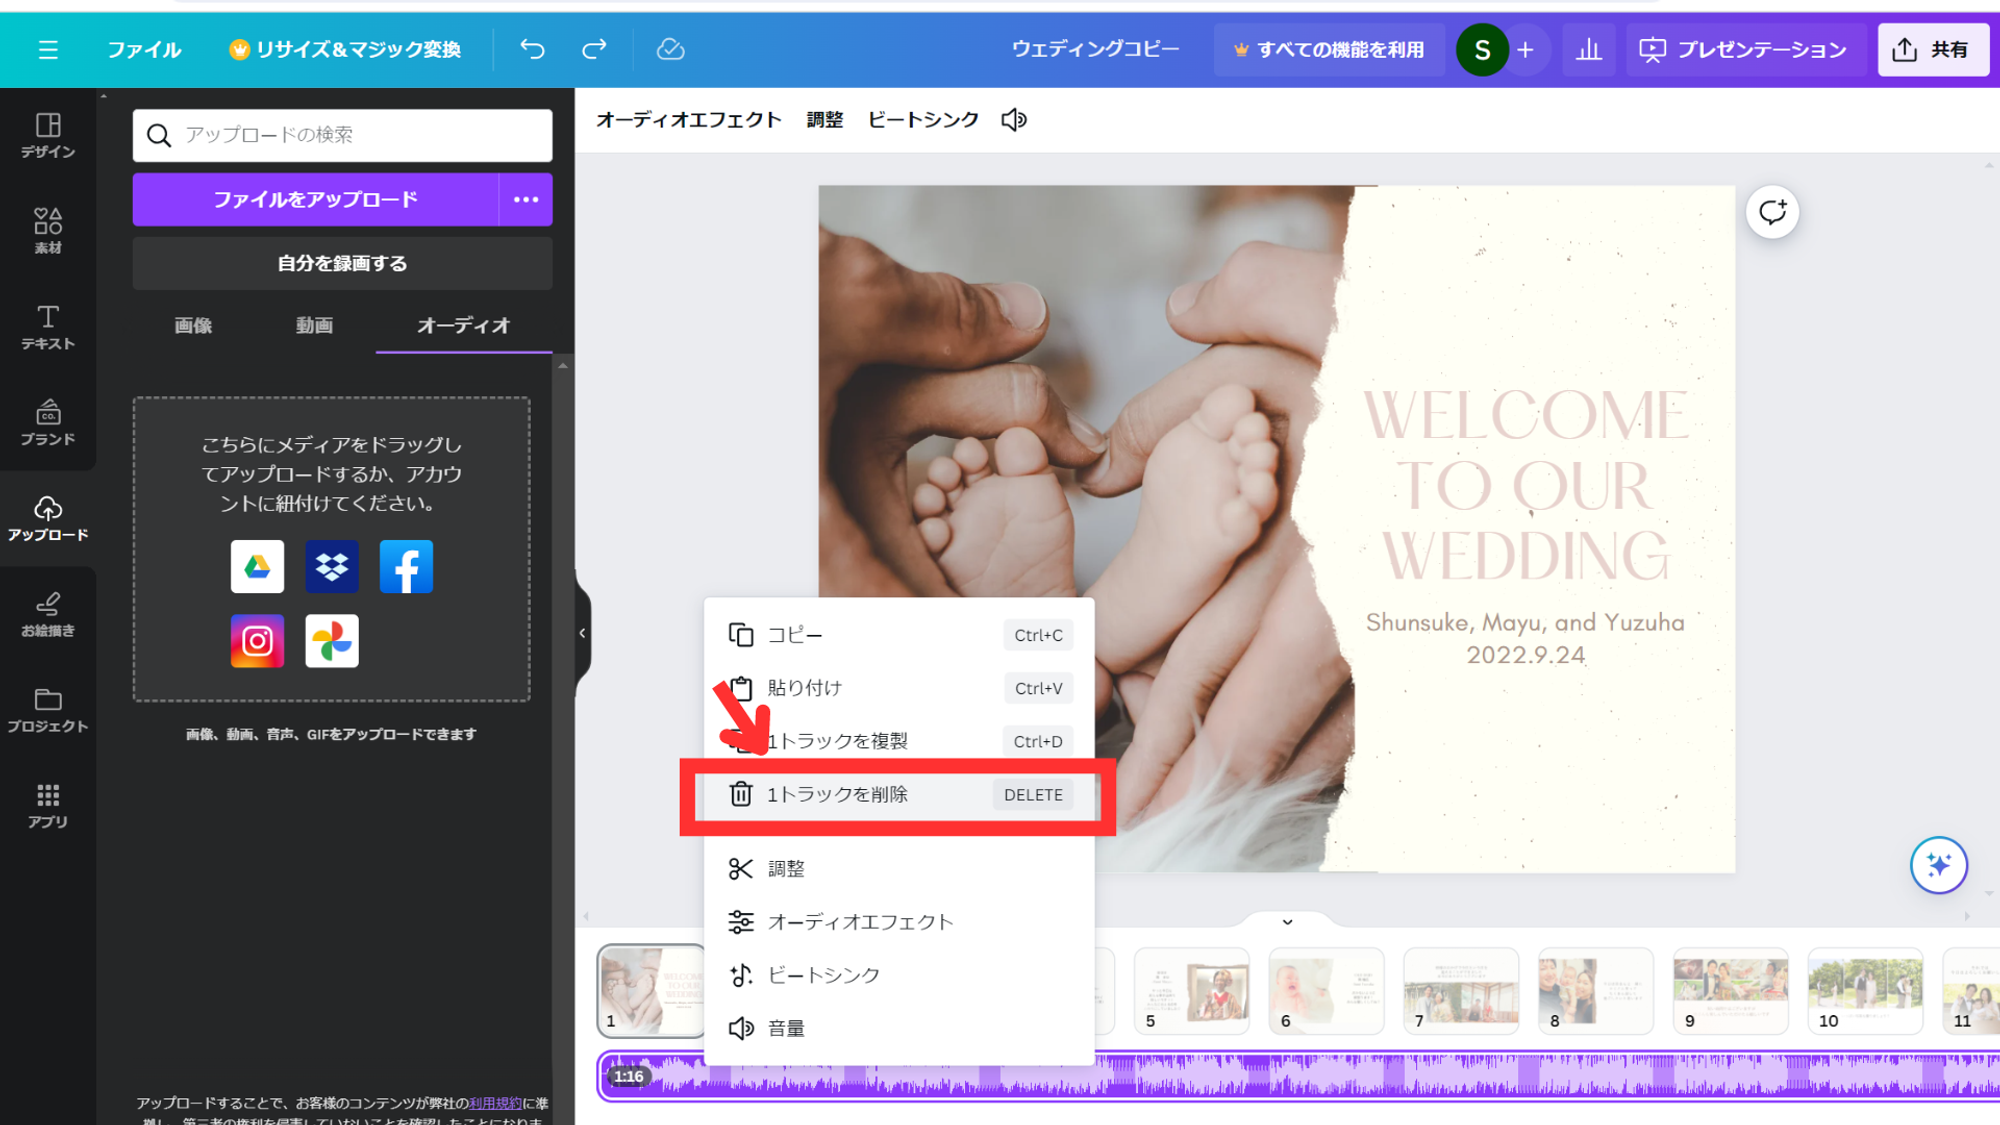 ファイル
リサイズ&マジック変換
ウェディングコピー
すべての機能を利用
S
プレゼンテーション
共有
デザイン
素材
テキスト
ブランド
CO.
アップロード
お絵描き
プロジェクト
アプリ
アップロードの検索
ファイルをアップロード
自分を録画する
画像
動画
オーディオ
こちらにメディアをドラッグし
てアップロードするか、アカウ
ントに紐付けてください。
画像、動画、音声、GIFをアップロードできます
アップロードすることで、お客様のコンテンツが弊社の利用規約に準
拠し、第三者の権利を侵害していないことを確認したことになりま
オーディオエフェクト 調整 ビートシンク
WELCOME
TO OUR
WEDDING
Shunsuke, Mayu, and Yuzuha
2022.9.24
コピー Ctrl+C
貼り付け Ctrl+V
1トラックを複製 Ctrl+D
1トラックを削除 DELETE
調整
オーディオエフェクト
ビートシンク
音量
WELCOME
TO OUR
WEDDING
1
5
6
7
8
9
10
11
1:16